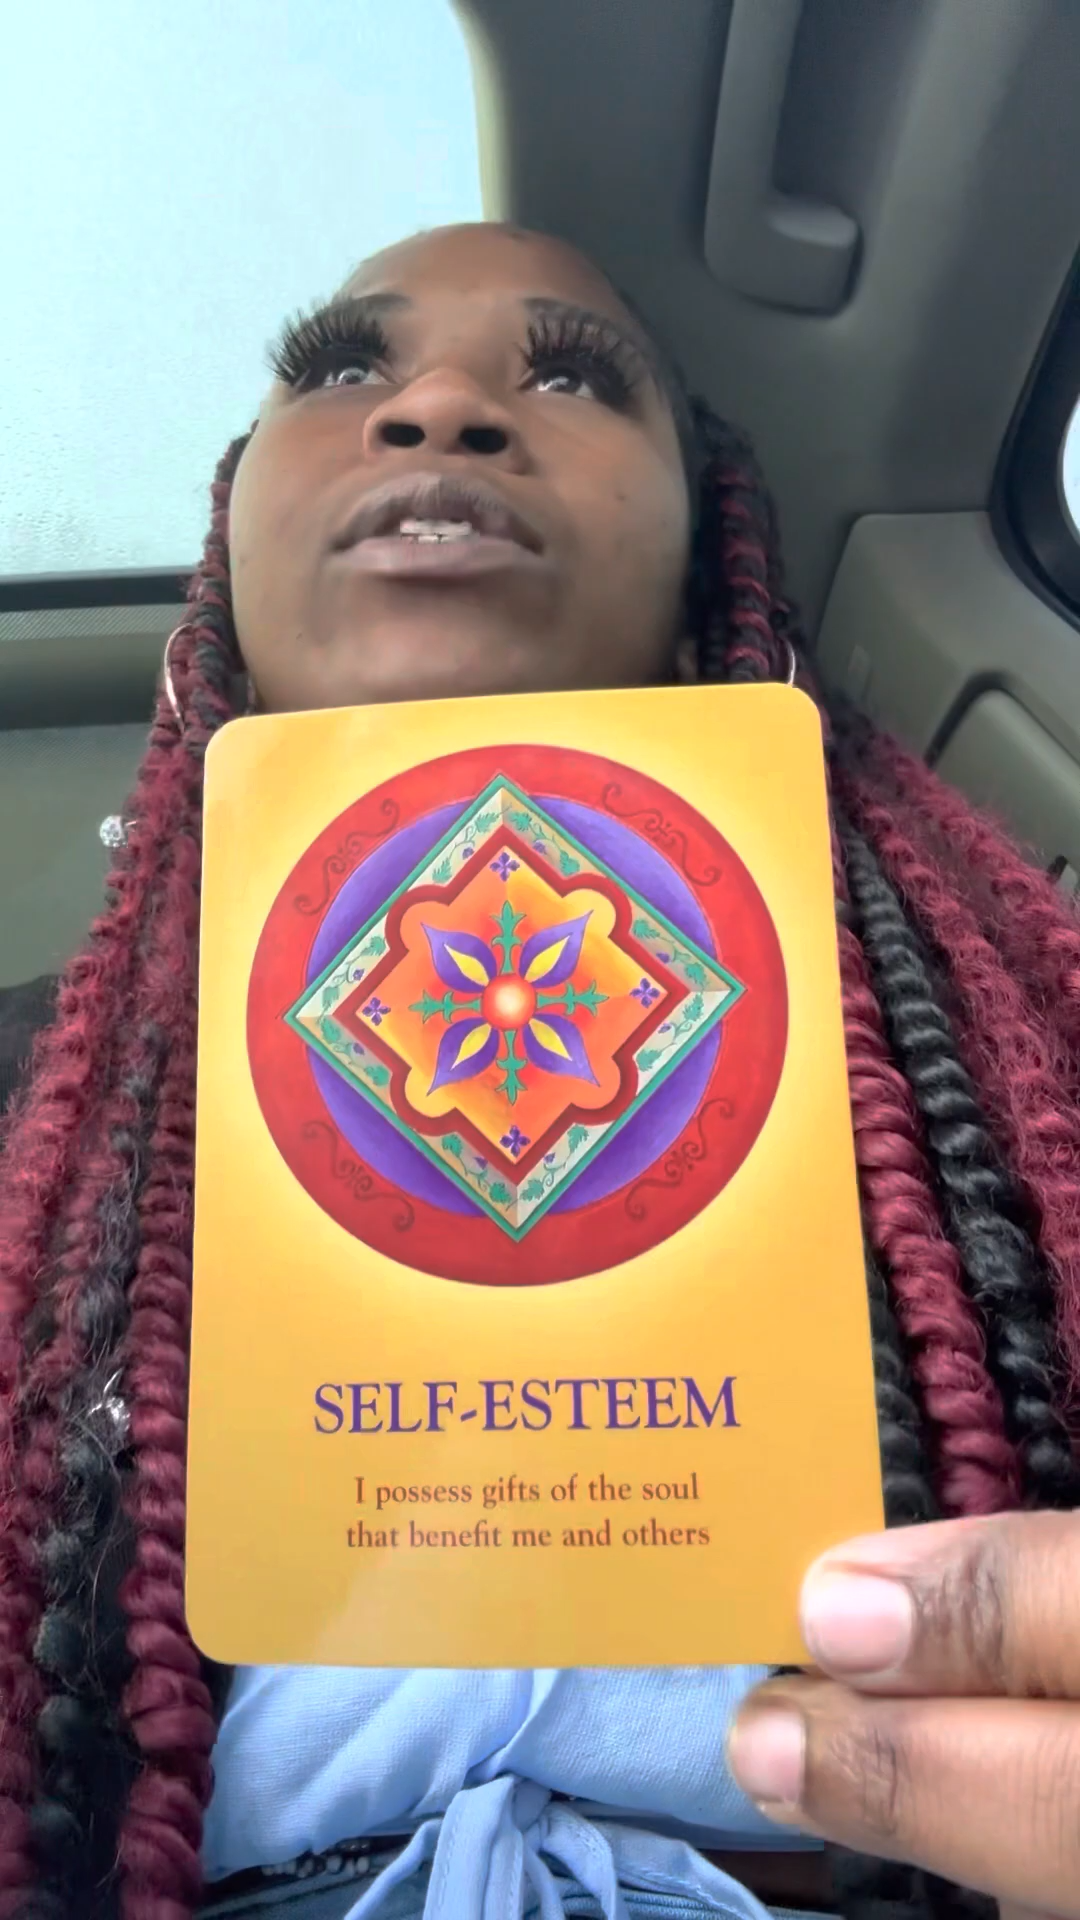 SELF-ESTEEM
I possess gifts of the soul
that benefit me and others